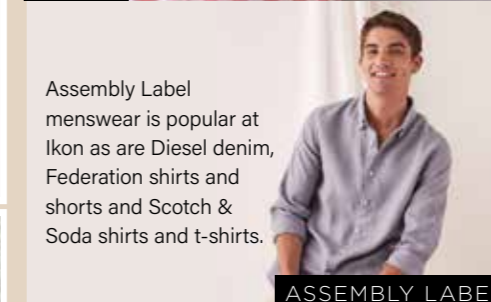 Assembly Label
menswear is popular at
Ikon as are Diesel denim,
Federation shirts and
shorts and Scotch &
Soda shirts and t-shirts.
ASSEMBLY LABE